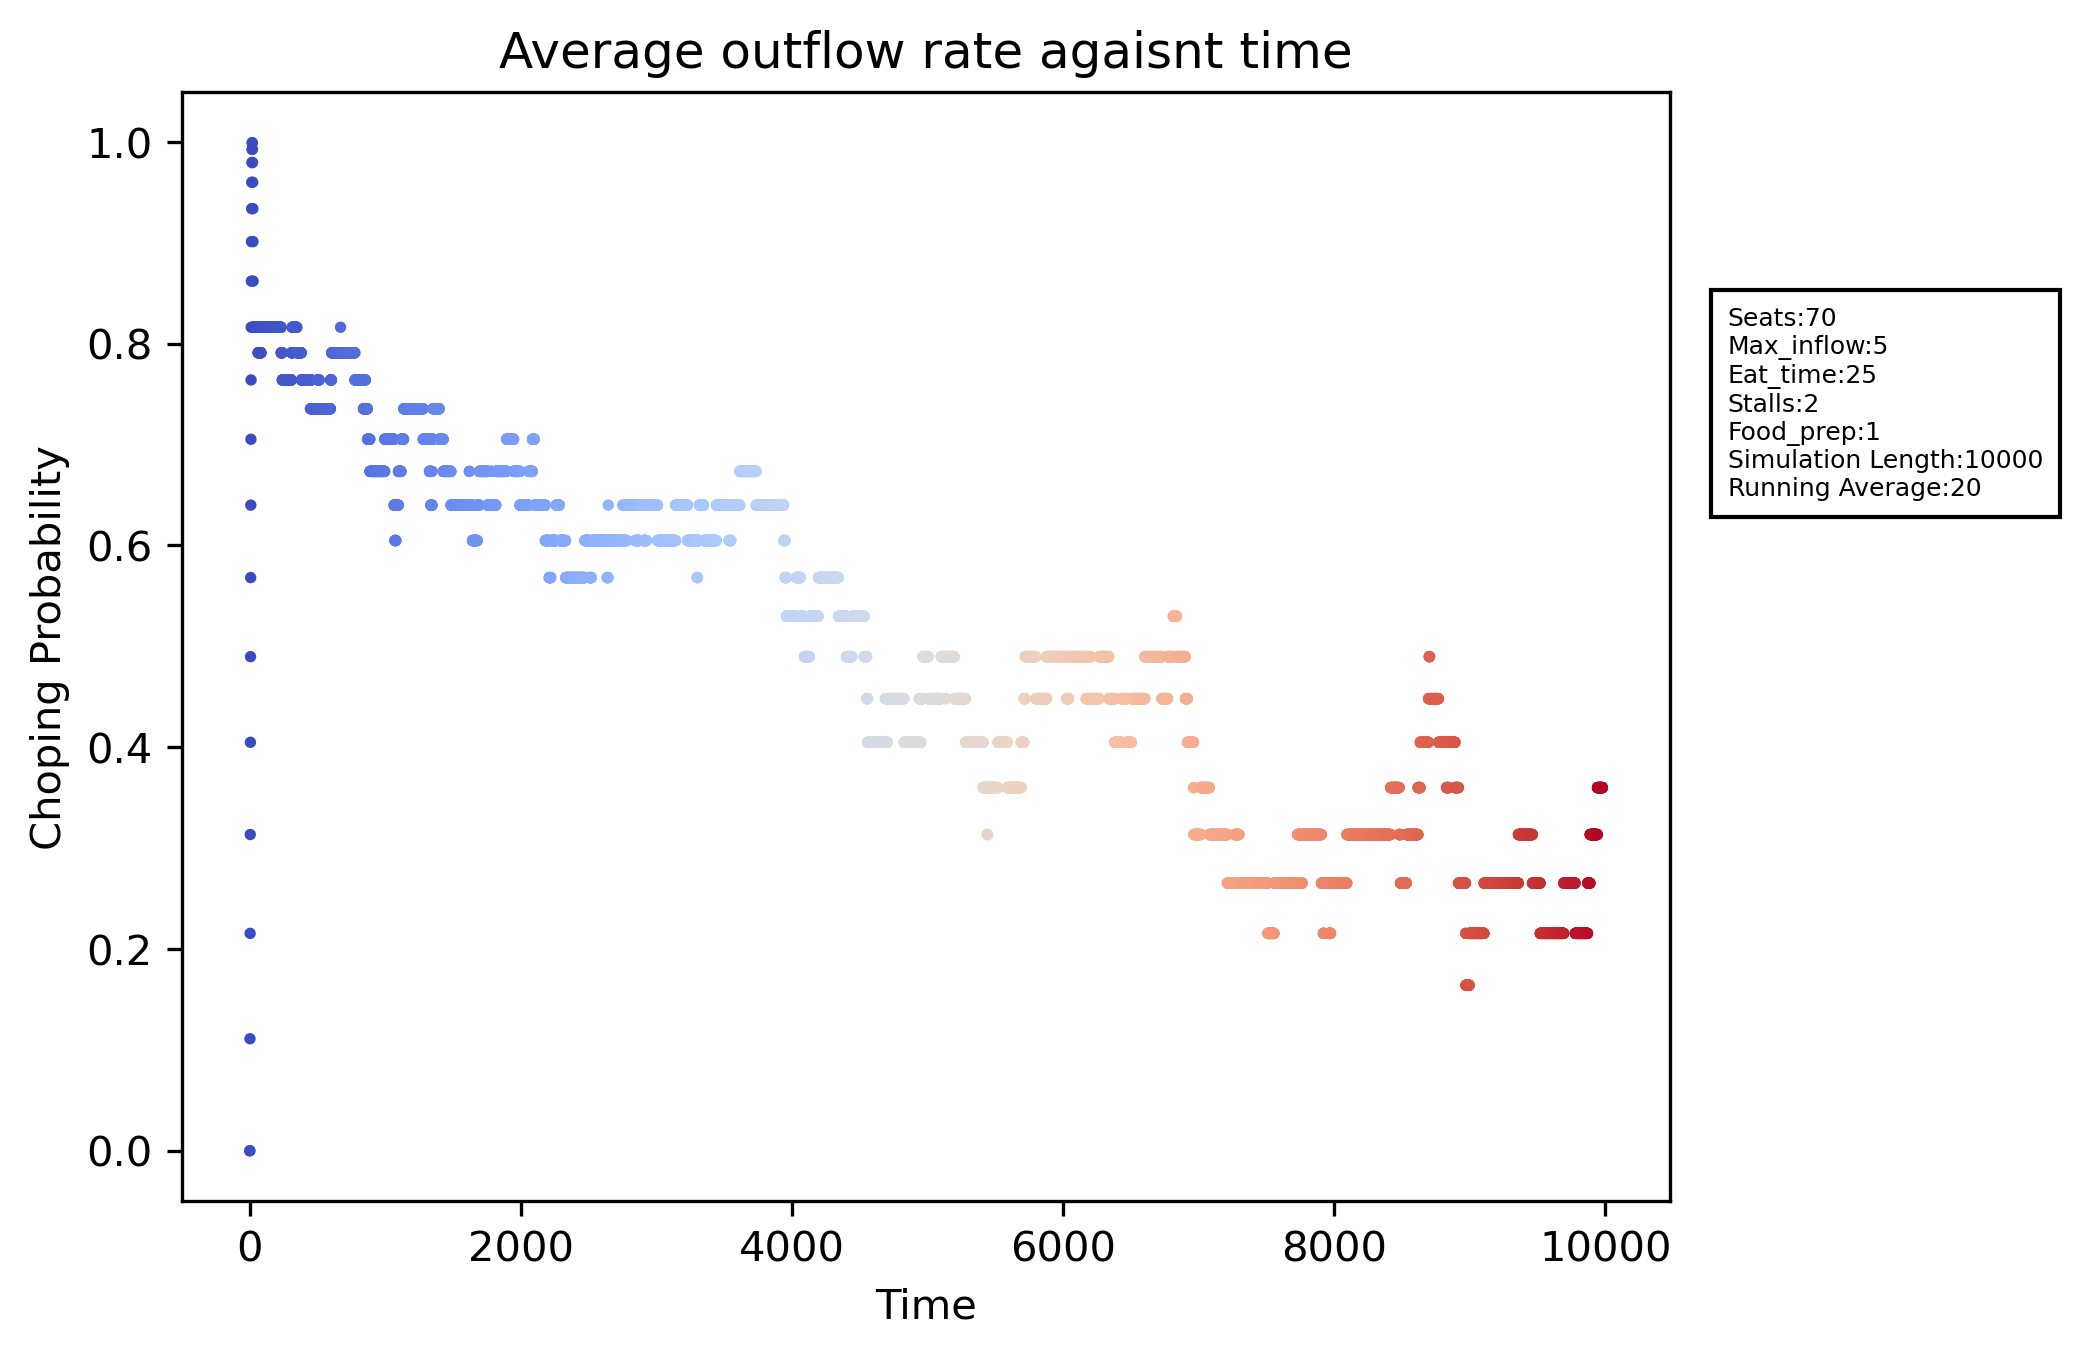 Average outflow rate agaisnt time
1.0
0.8
0.6
0.4
0.2
0.0
Choping Probability
0 2000 4000 6000 8000 10000
Time
Seats:70
Max_inflow:5
Eat_time:25
Stalls:2
Food_prep:1
Simulation Length:10000
Running Average:20